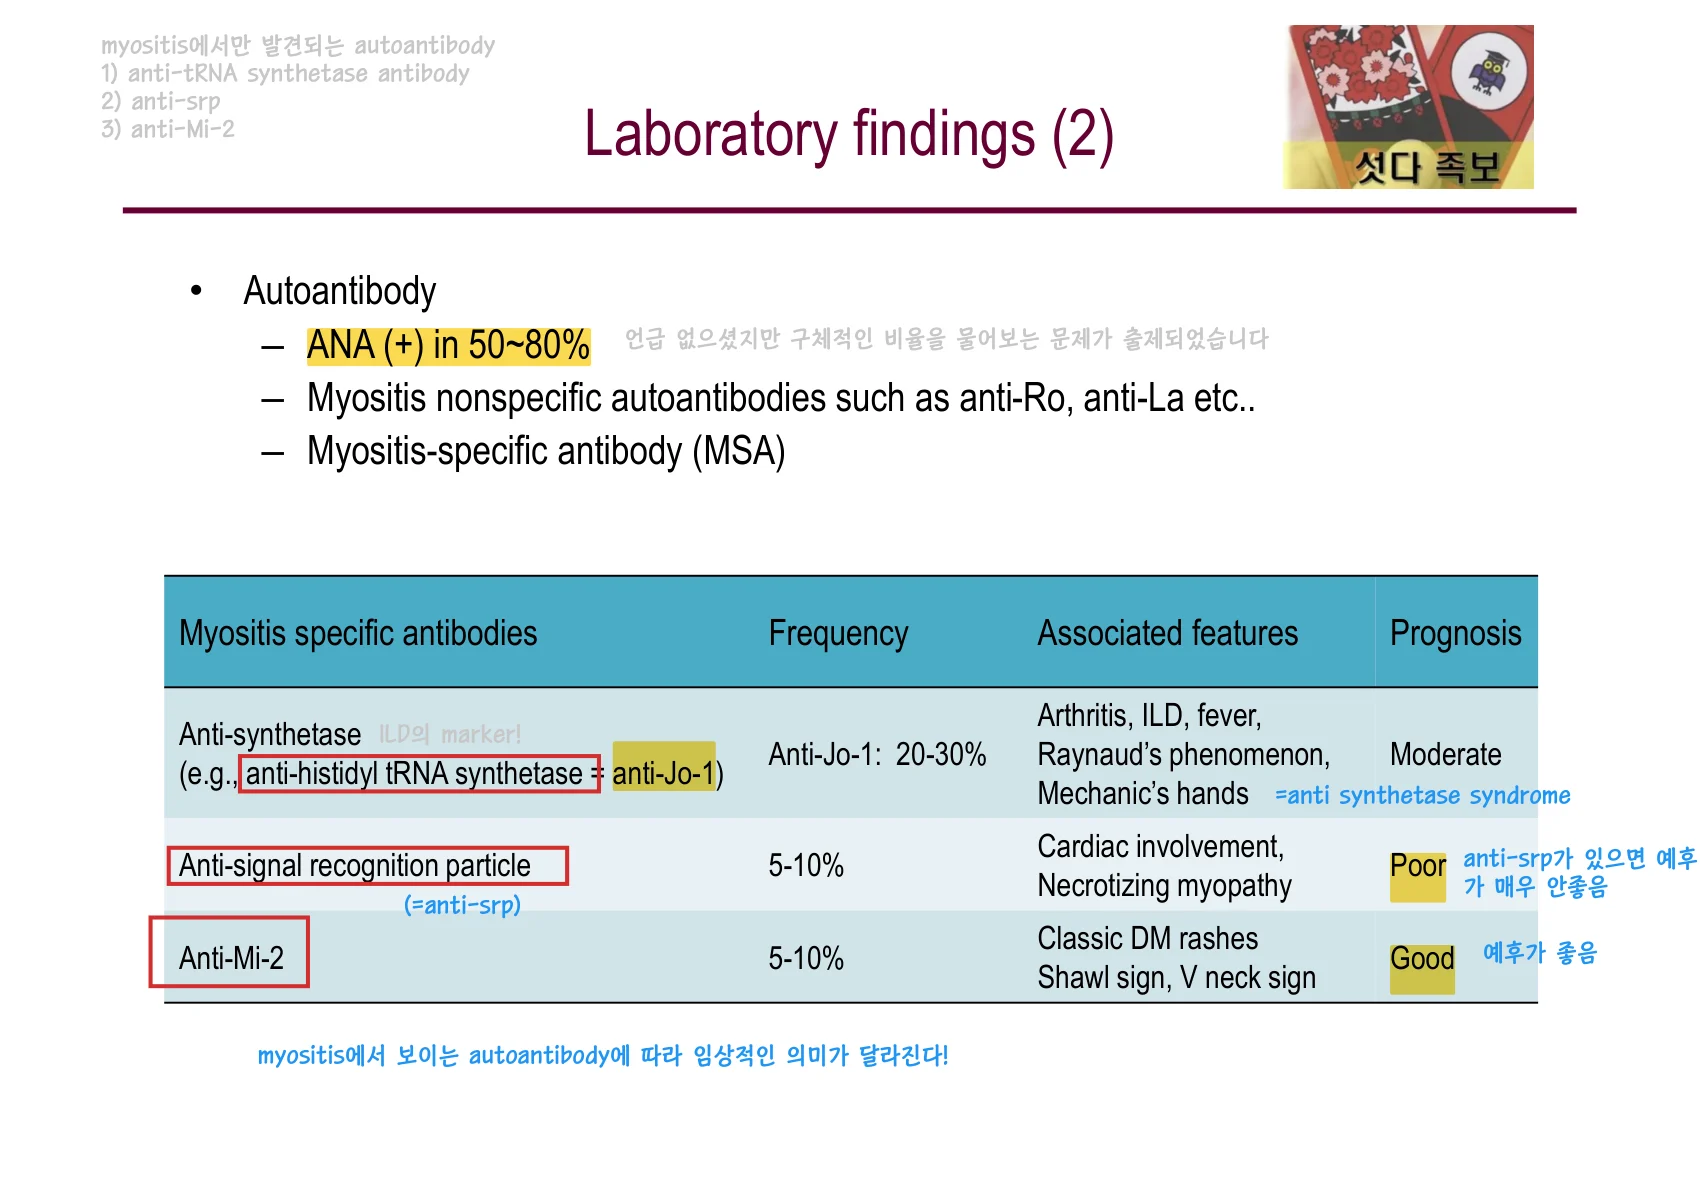 myositis에서만 발견되는 autoantibody
1) anti-tRNA synthetase antibody
2) anti-srp
3) anti-Mi-2
Laboratory findings (2)
섯다 족보
• Autoantibody
– ANA (+) in 50~80% 언급 없으셨지만 구체적인 비율을 물어보는 문제가 출제되었습니다
– Myositis nonspecific autoantibodies such as anti-Ro, anti-La etc..
– Myositis-specific antibody (MSA)
Myositis specific antibodies Frequency Associated features Prognosis
Anti-synthetase ILD의 marker!
(e.g., anti-histidyl tRNA synthetase = anti-Jo-1)
Anti-Jo-1: 20-30%
Arthritis, ILD, fever,
Raynaud's phenomenon,
Mechanic's hands =anti synthetase syndrome
Moderate
Anti-signal recognition particle
(=anti-srp)
5-10%
Cardiac involvement,
Necrotizing myopathy
Poor
anti-srp가 있으면 예후
가 매우 안좋음
Anti-Mi-2
5-10%
Classic DM rashes
Shawl sign, V neck sign
Good 예후가 좋음
myositis에서 보이는 autoantibody에 따라 임상적인 의미가 달라진다!